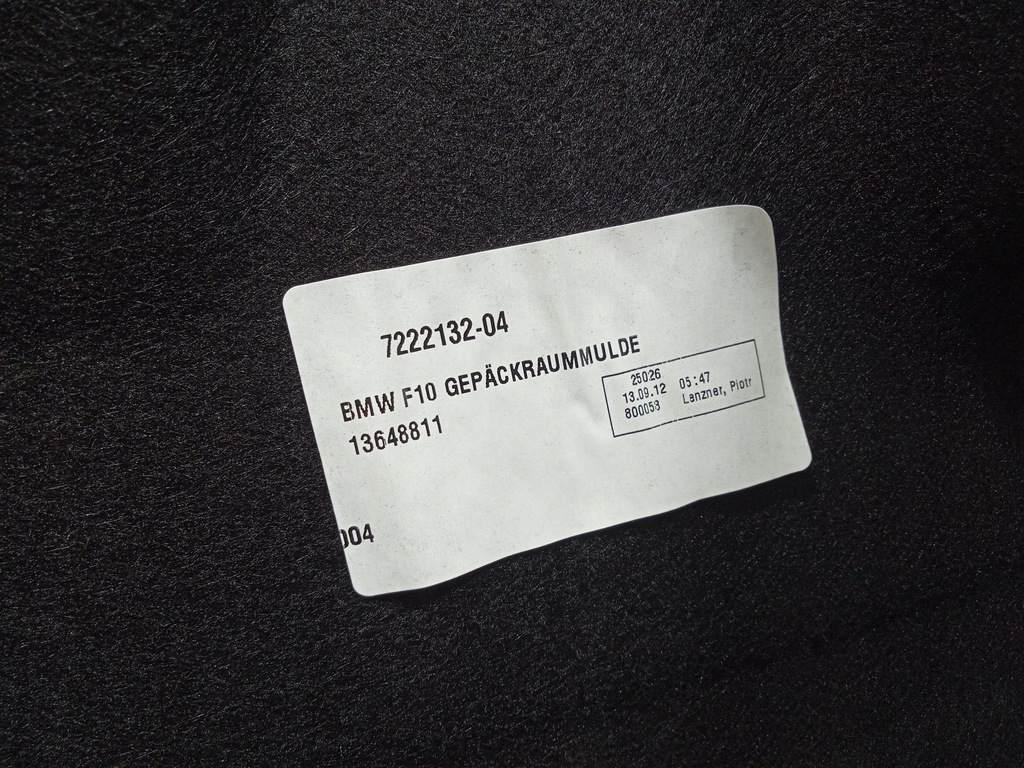 7222132-04
BMW F10 GEPÄCKRAUMMULDE
13648811
25026
13.09.12 05:47
800053 Lanzner, Piotr
004